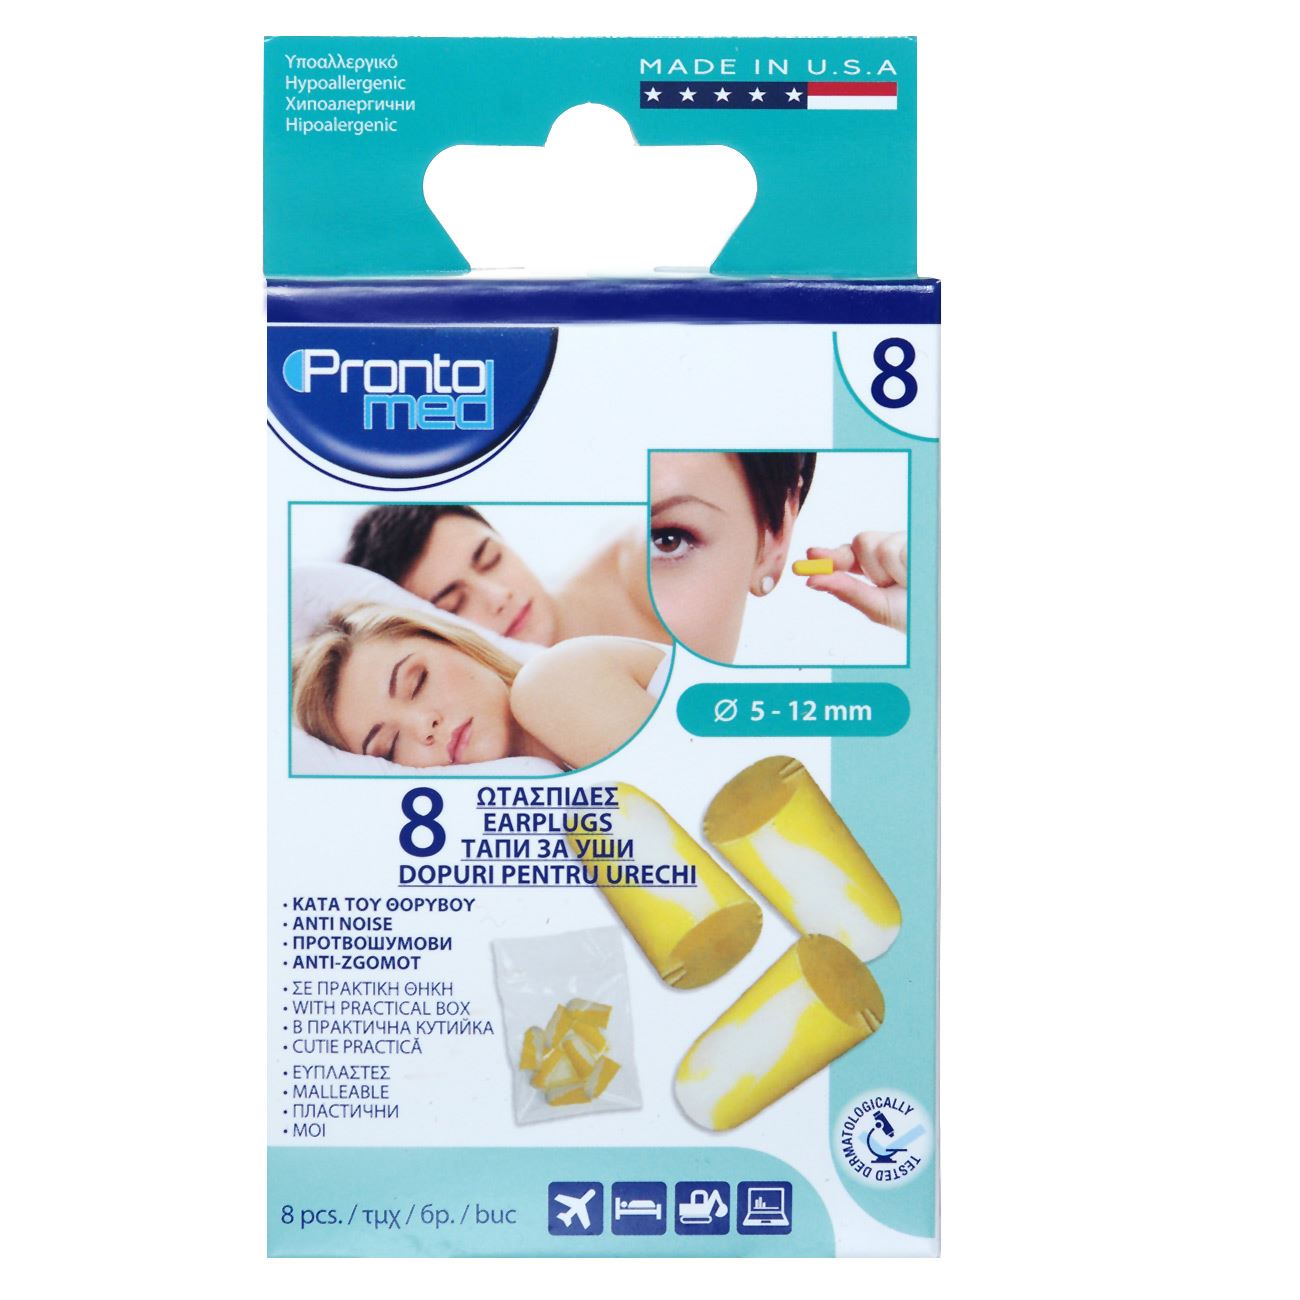 Υποαλλεργικό
Hypoallergenic
Хипоалергични
Hipoalergenic
MADE IN U.S.A
Pronto
med
8
Ø 5 - 12 mm
8
ΩΤΑΣΠΙΔΕΣ
EARPLUGS
ТАПИ ЗА УШИ
DOPURI PENTRU URECHI
• ΚΑΤΑ ΤΟΥ ΘΟΡΥΒΟΥ
• ANTI NOISE
• ПРОТВОШУМОВИ
• ANTI-ZGOMOT
• ΣΕ ΠΡΑΚΤΙΚΗ ΘΗΚΗ
• WITH PRACTICAL BOX
• В ПРАКТИЧНА КУТИЙКА
• CUTIE PRACTICĂ
• ΕΥΠΛΑΣΤΕΣ
• MALLEABLE
• ПЛАСТИЧНИ
• MOI
DERMATOLOGICALLY TESTED
8 pcs. / τμχ / бр. / buc